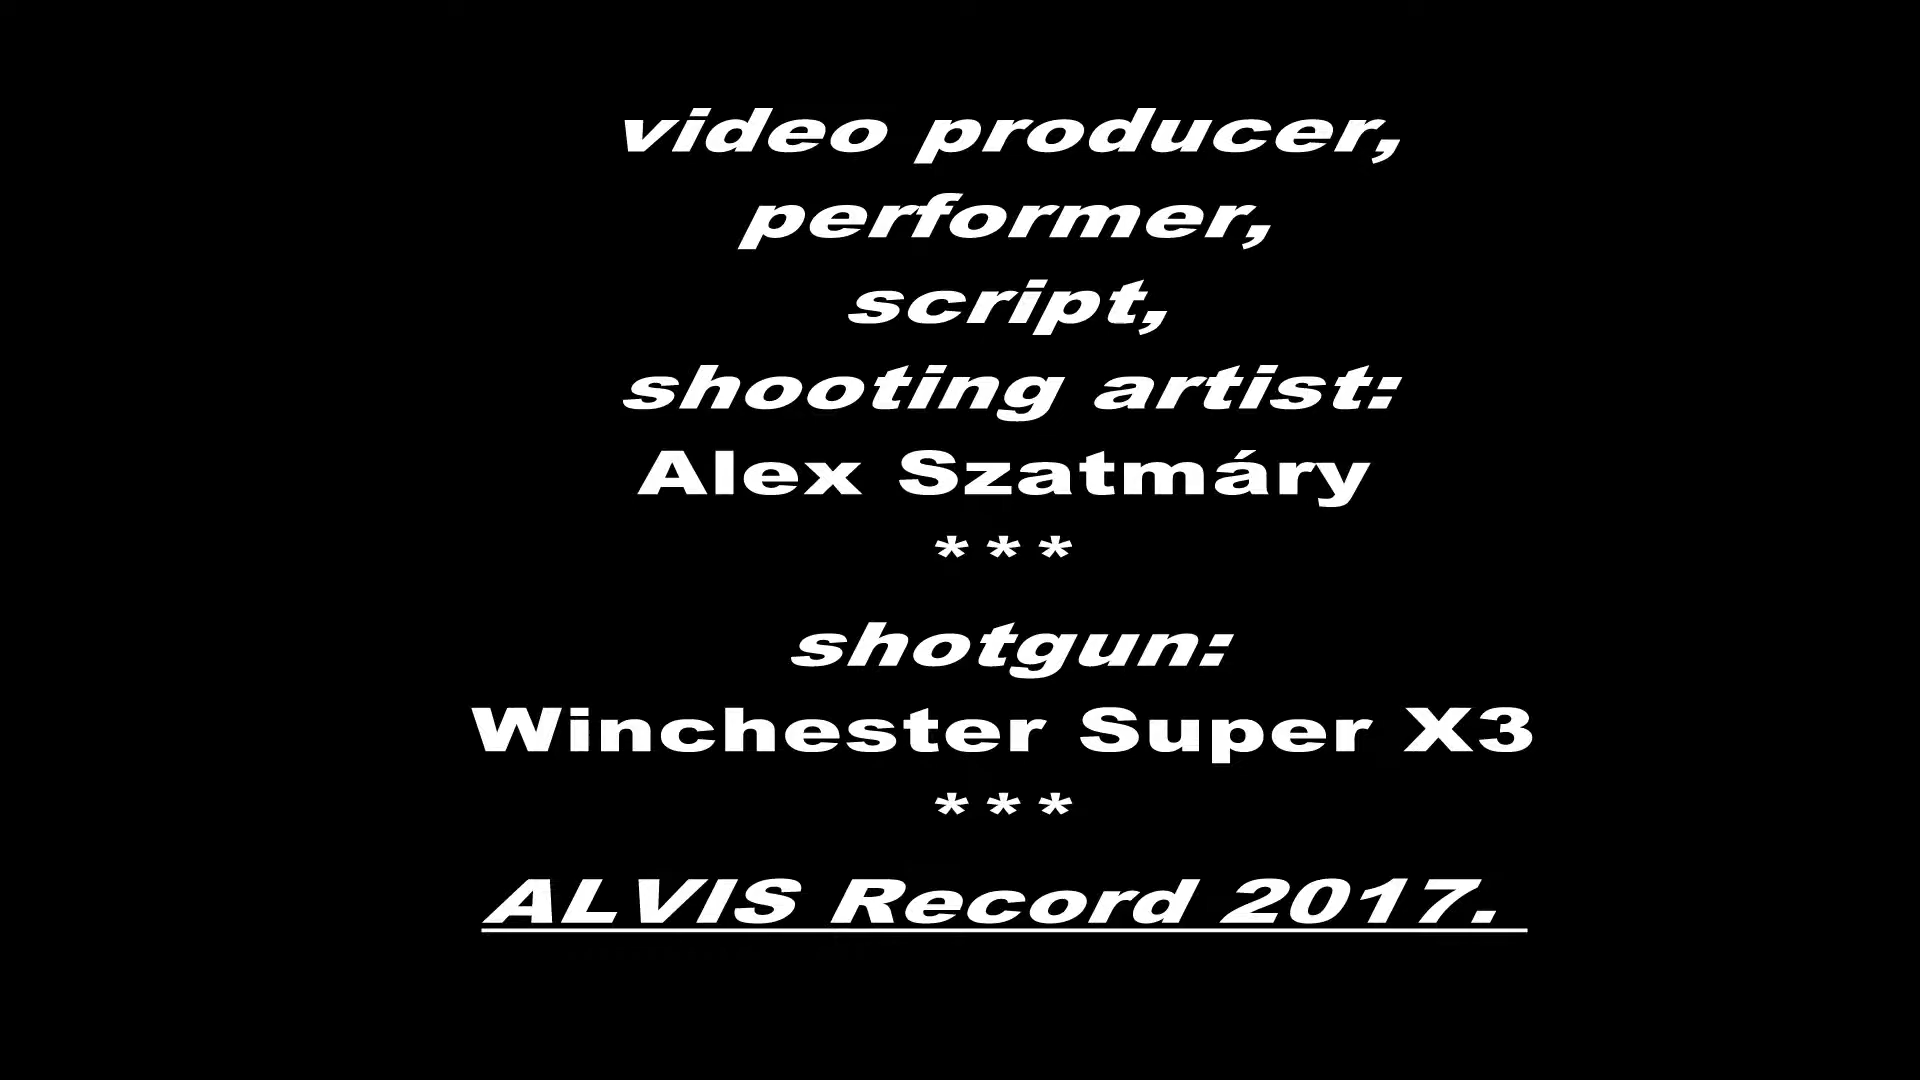 video producer,
performer,
script,
shooting artist:
Alex Szatmáry
***
shotgun:
Winchester Super X3
***
ALVIS Record 2017.